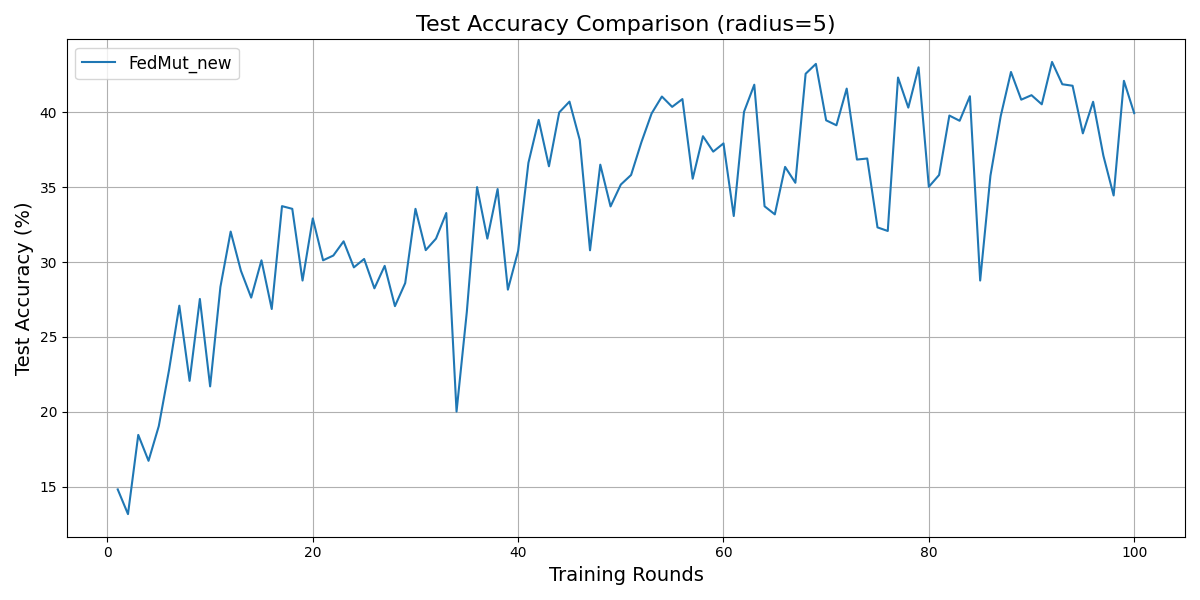 Test Accuracy Comparison (radius=5)
FedMut_new
Test Accuracy (%)
40
35
30
25
20
15
0 20 40 60 80 100
Training Rounds